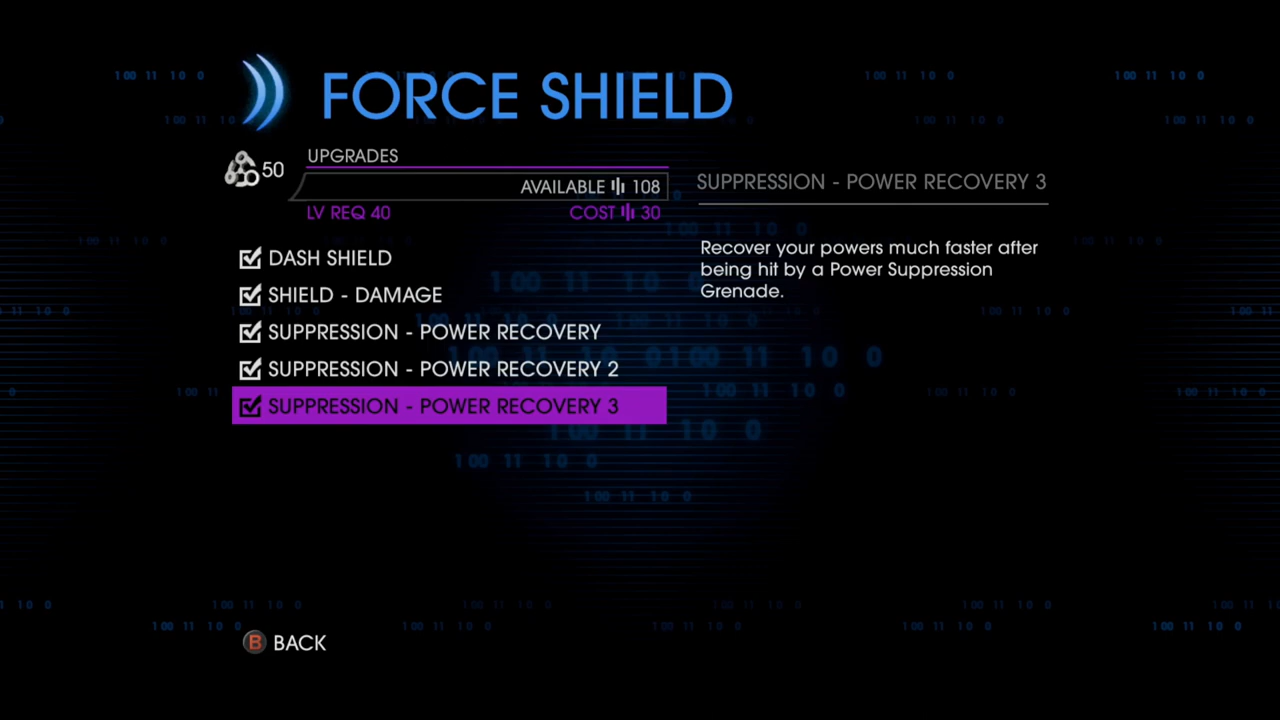 FORCE SHIELD
50
UPGRADES
AVAILABLE 108
LV REQ 40
COST 30
DASH SHIELD
SHIELD - DAMAGE
SUPPRESSION - POWER RECOVERY
SUPPRESSION - POWER RECOVERY 2
SUPPRESSION - POWER RECOVERY 3
SUPPRESSION - POWER RECOVERY 3
Recover your powers much faster after
being hit by a Power Suppression
Grenade.
B BACK